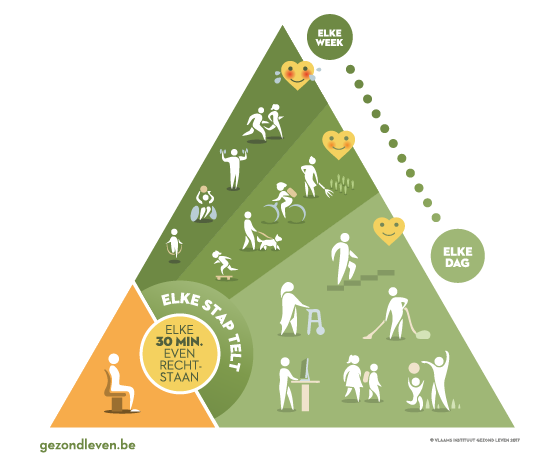 ELKE
WEEK
ELKE
DAG
ELKE STAP TELT
ELKE
30 MIN.
EVEN
RECHT-
STAAN
gezondleven.be
© VLAAMS INSTITUUT GEZOND LEVEN 2017